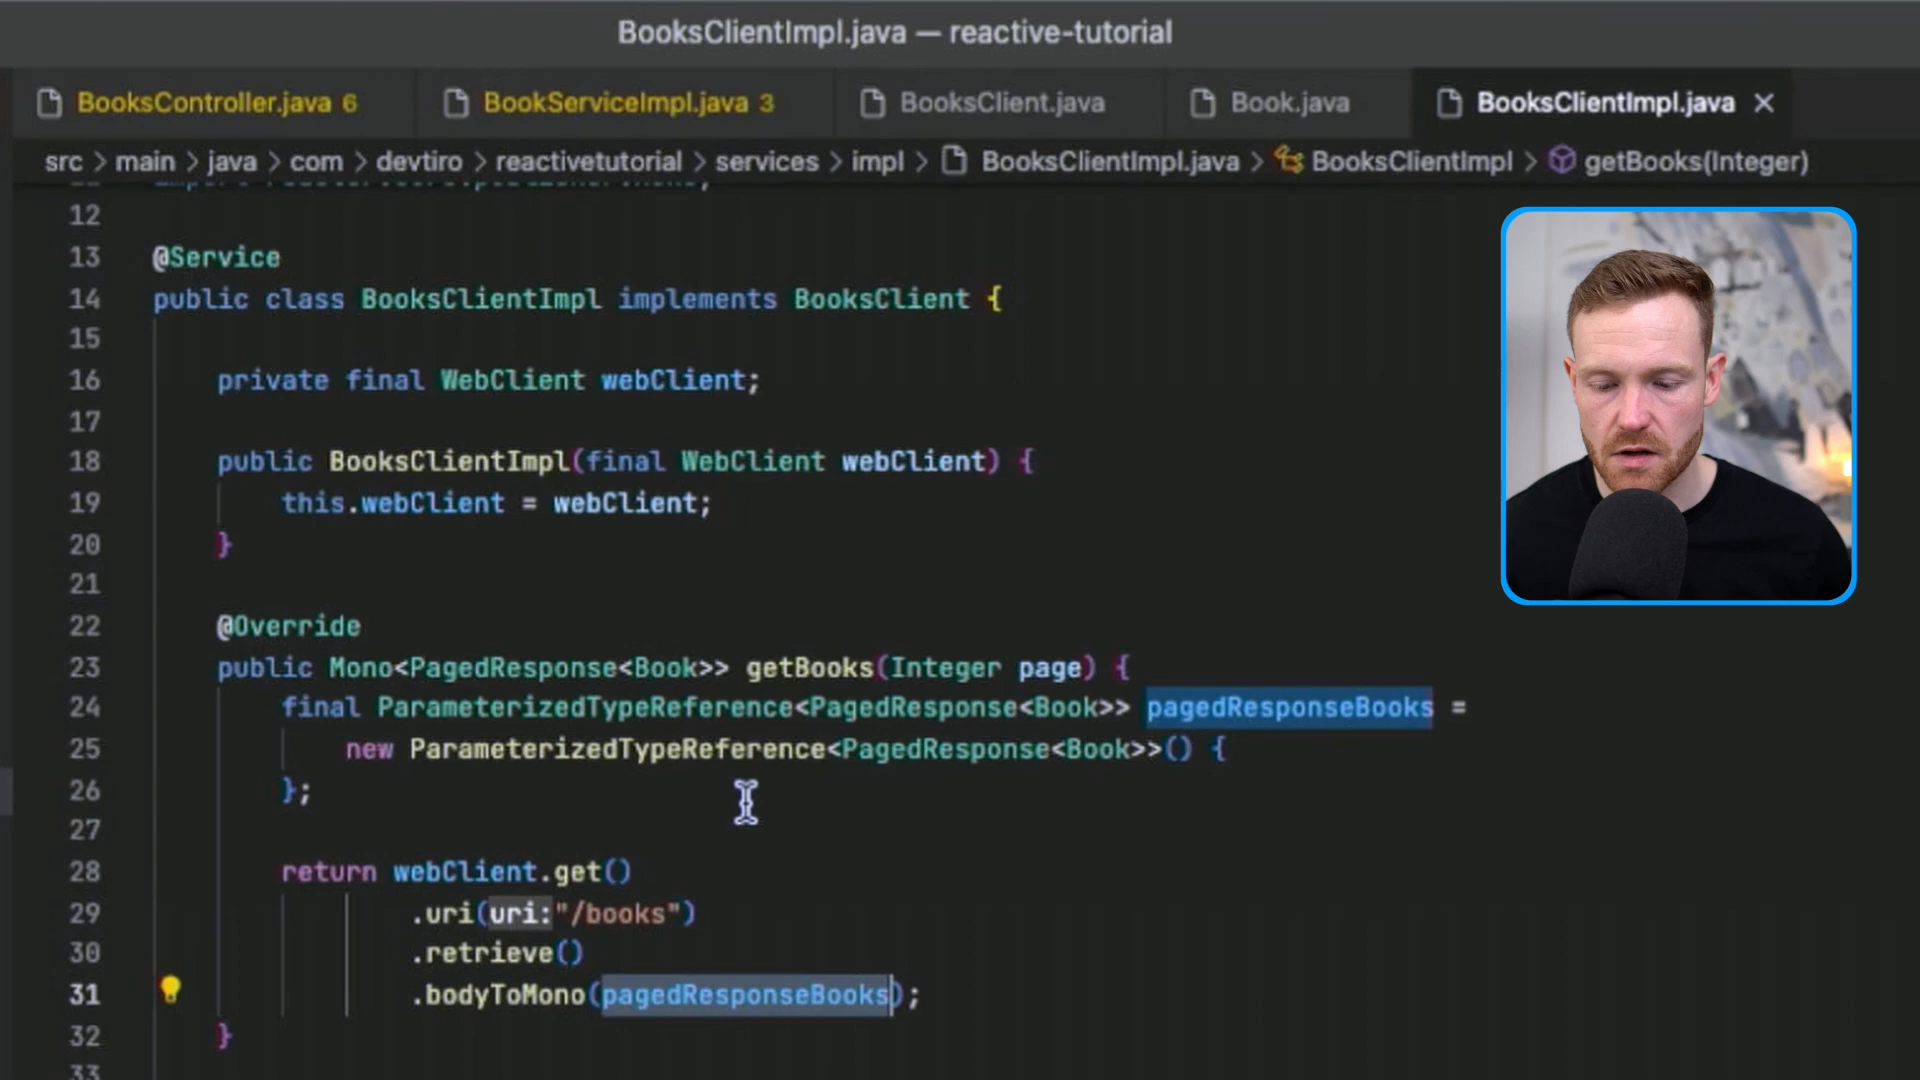 BooksClientImpl.java — reactive-tutorial
BooksController.java 6
BookServiceImpl.java 3
BooksClient.java
Book.java
BooksClientImpl.java ×
src > main > java > com > devtiro > reactivetutorial > services > impl > BooksClientImpl.java > BooksClientImpl > getBooks(Integer)
12
13 @Service
14 public class BooksClientImpl implements BooksClient {
15
16 private final WebClient webClient;
17
18 public BooksClientImpl(final WebClient webClient) {
19 this.webClient = webClient;
20 }
21
22 @Override
23 public Mono<PagedResponse<Book>> getBooks(Integer page) {
24 final ParameterizedTypeReference<PagedResponse<Book>> pagedResponseBooks =
25 new ParameterizedTypeReference<PagedResponse<Book>>() {
26 };
27
28 return webClient.get()
29 .uri(uri:"/books")
30 .retrieve()
31 .bodyToMono(pagedResponseBooks);
32 }
33